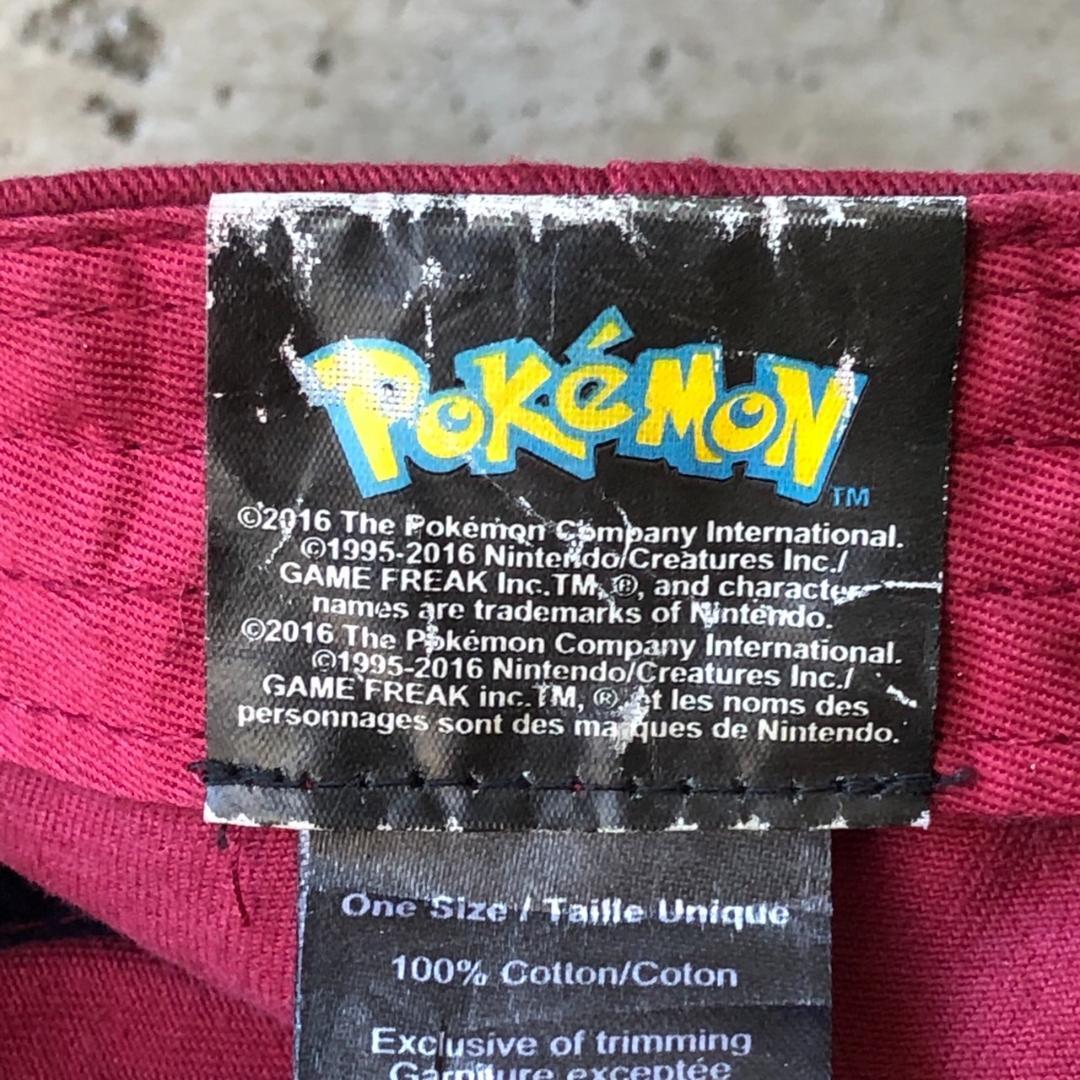 POKéMON
TM
©2016 The Pokémon Company International.
©1995-2016 Nintendo/Creatures Inc./
GAME FREAK Inc.TM, ®, and character
names are trademarks of Nintendo.
©2016 The Pokémon Company International.
©1995-2016 Nintendo/Creatures Inc./
GAME FREAK inc.TM, ® et les noms des
personnages sont des marques de Nintendo.
One Size / Taille Unique
100% Cotton/Coton
Exclusive of trimming
Garniture exceptée